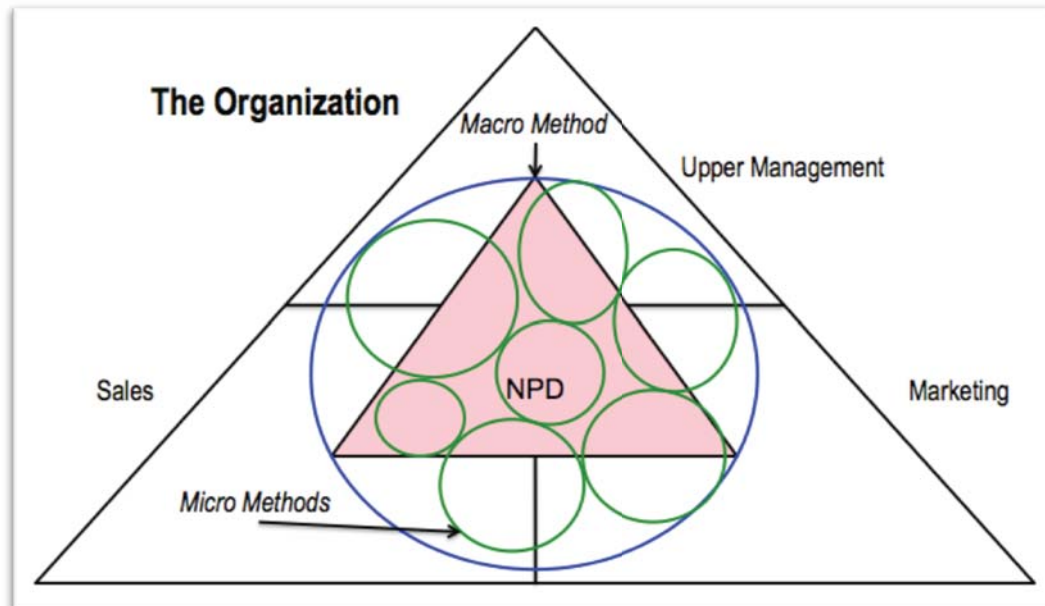 The Organization
Macro Method
Upper Management
Sales
NPD
Marketing
Micro Methods